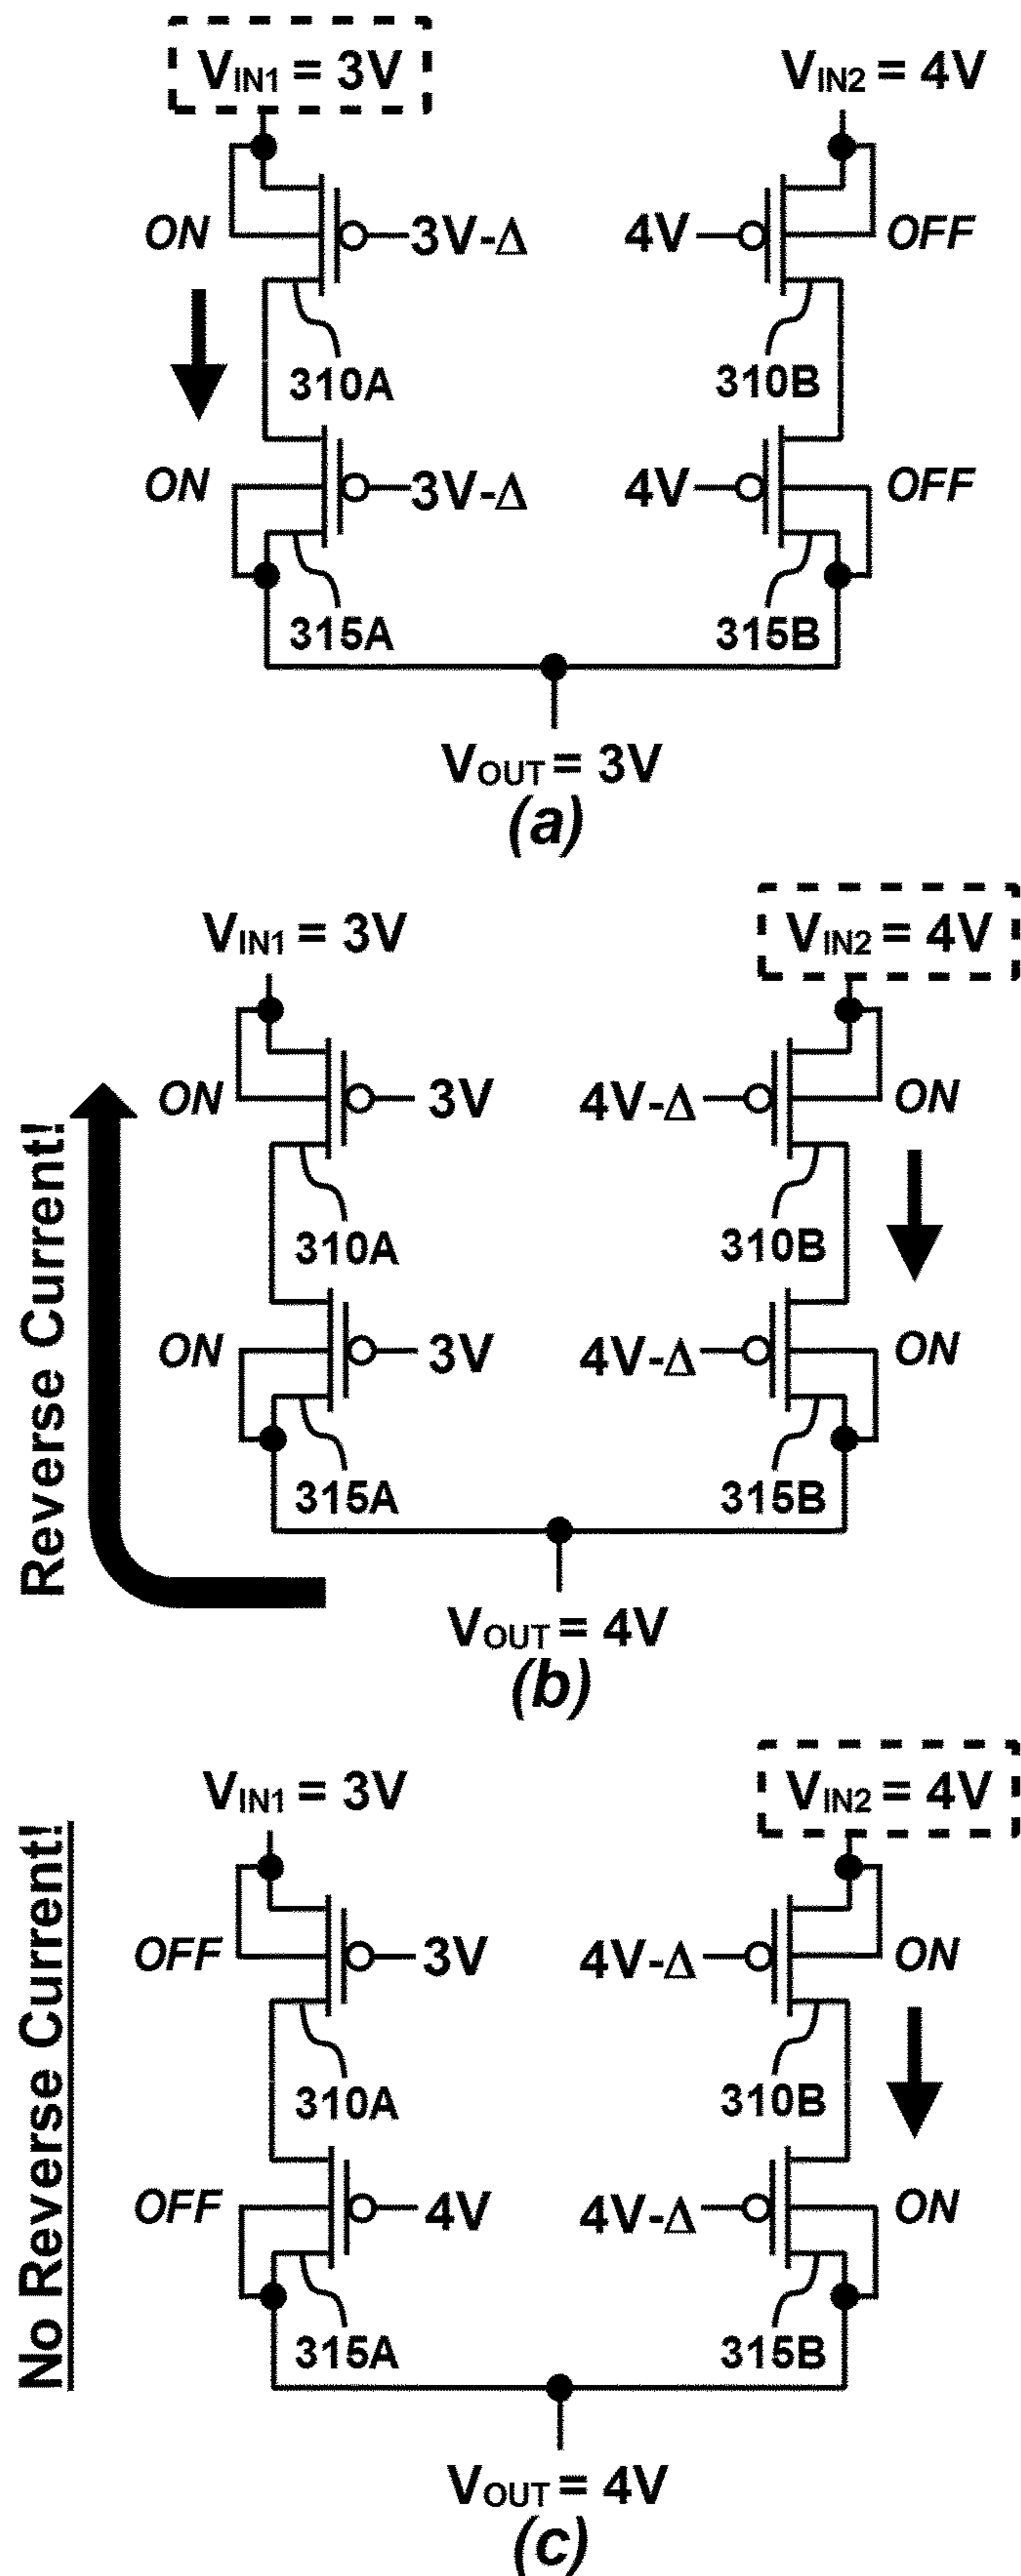 VIN1 = 3V
VIN2 = 4V
ON
3V-Δ
4V
OFF
310A
310B
ON
3V-Δ
4V
OFF
315A
315B
VOUT = 3V
(a)
VIN1 = 3V
VIN2 = 4V
Reverse Current!
ON
3V
4V-Δ
ON
310A
310B
ON
3V
4V-Δ
ON
315A
315B
VOUT = 4V
(b)
VIN1 = 3V
VIN2 = 4V
No Reverse Current!
OFF
3V
4V-Δ
ON
310A
310B
OFF
4V
4V-Δ
ON
315A
315B
VOUT = 4V
(c)